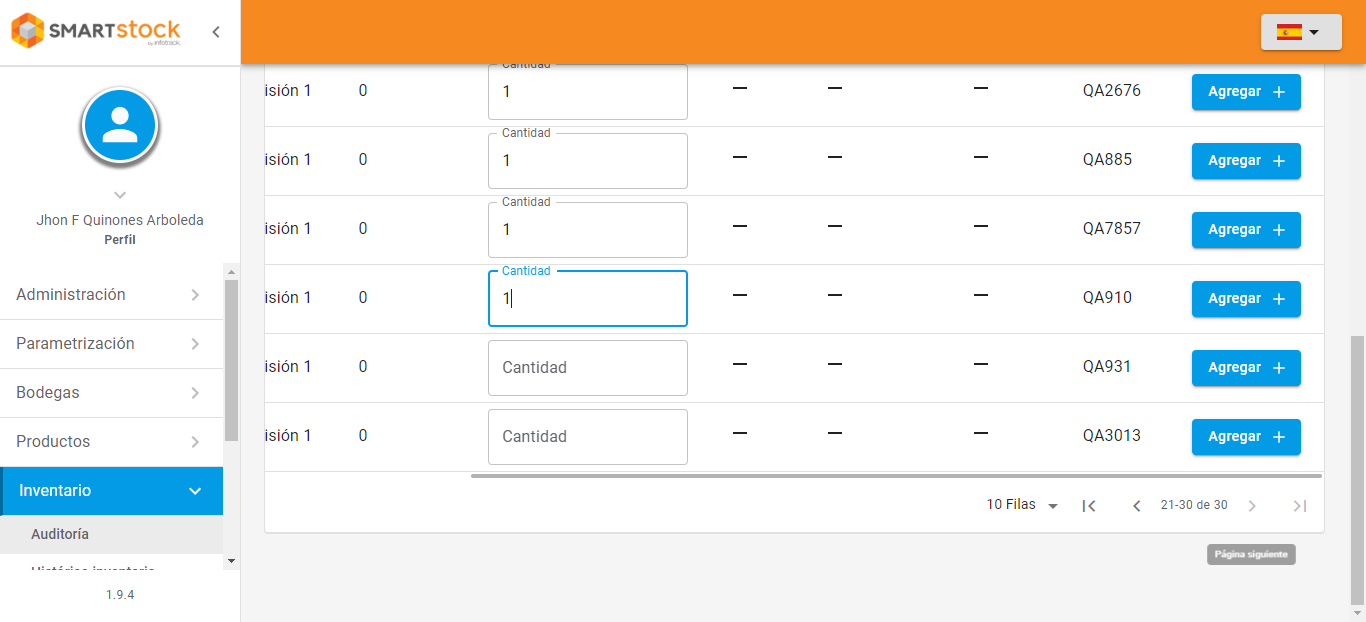 SMARTstock
by infotrack.
Jhon F Quinones Arboleda
Perfil
Administración
Parametrización
Bodegas
Productos
Inventario
Auditoría
Histórico inventario
1.9.4
Cantidad
isión 1 0 1 — — — QA2676 Agregar +
Cantidad
isión 1 0 1 — — — QA885 Agregar +
Cantidad
isión 1 0 1 — — — QA7857 Agregar +
Cantidad
isión 1 0 1 — — — QA910 Agregar +
isión 1 0 Cantidad — — — QA931 Agregar +
isión 1 0 Cantidad — — — QA3013 Agregar +
10 Filas 21-30 de 30
Página siguiente